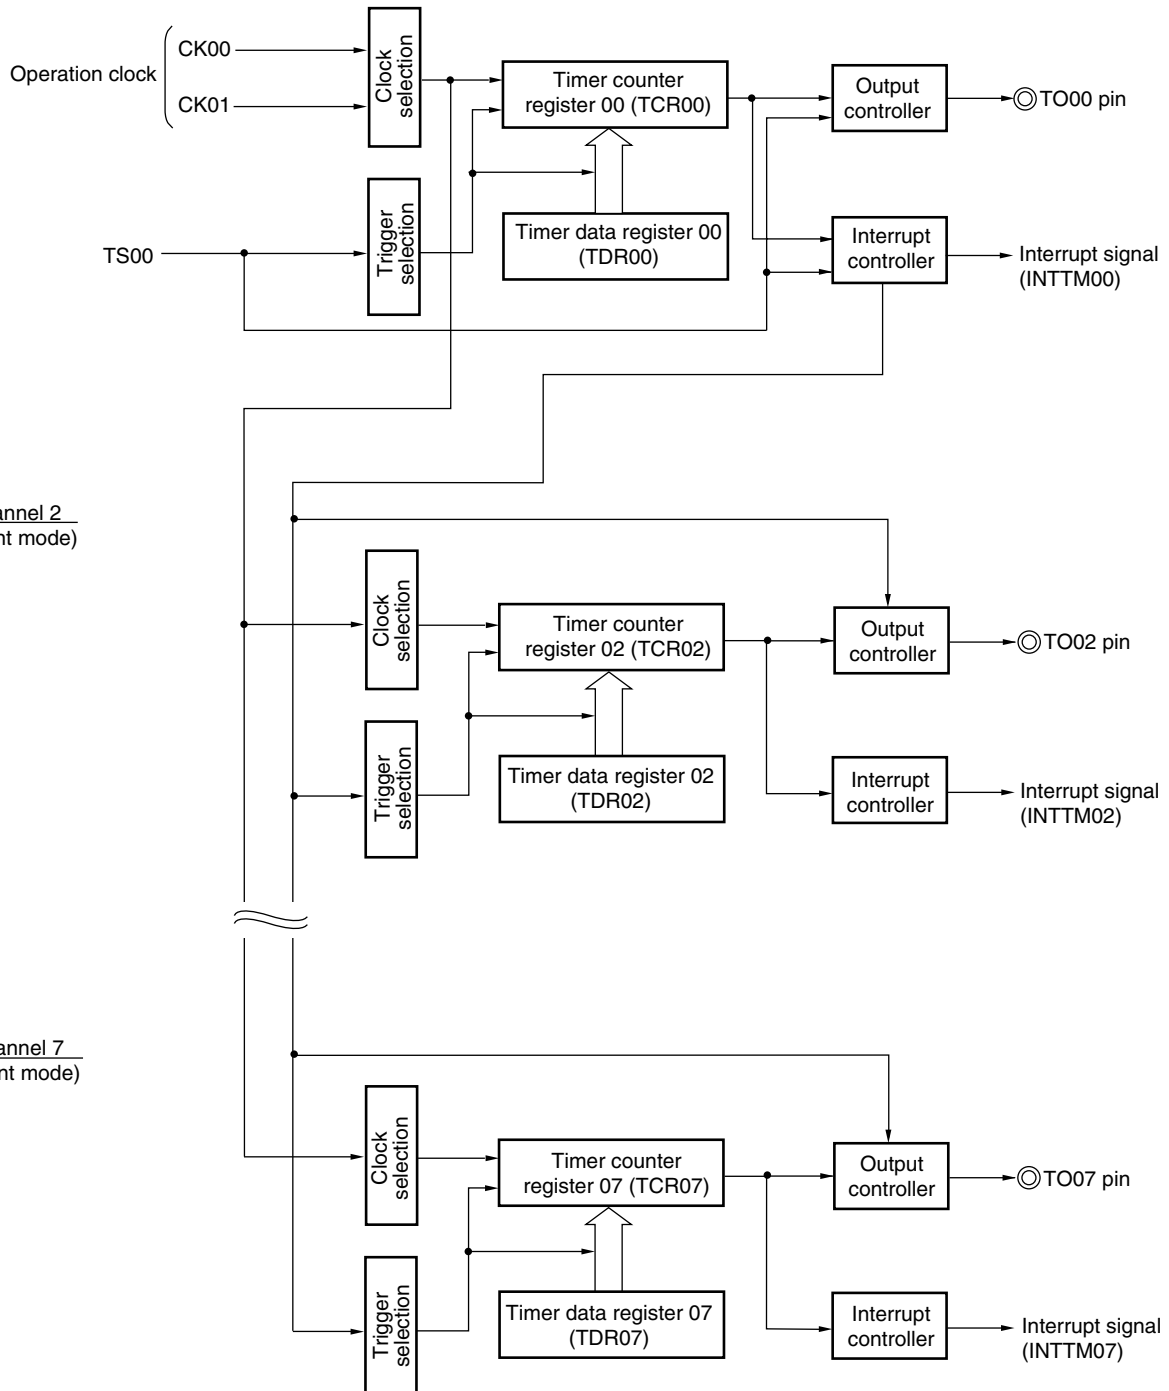 Operation clock
CK00
CK01
Clock
selection
Timer counter
register 00 (TCR00)
Output
controller
TO00 pin
TS00
Trigger
selection
Timer data register 00
(TDR00)
Interrupt
controller
Interrupt signal
(INTTM00)
annel 2
nt mode)
Clock
selection
Timer counter
register 02 (TCR02)
Output
controller
TO02 pin
Trigger
selection
Timer data register 02
(TDR02)
Interrupt
controller
Interrupt signal
(INTTM02)
annel 7
nt mode)
Clock
selection
Timer counter
register 07 (TCR07)
Output
controller
TO07 pin
Trigger
selection
Timer data register 07
(TDR07)
Interrupt
controller
Interrupt signal
(INTTM07)